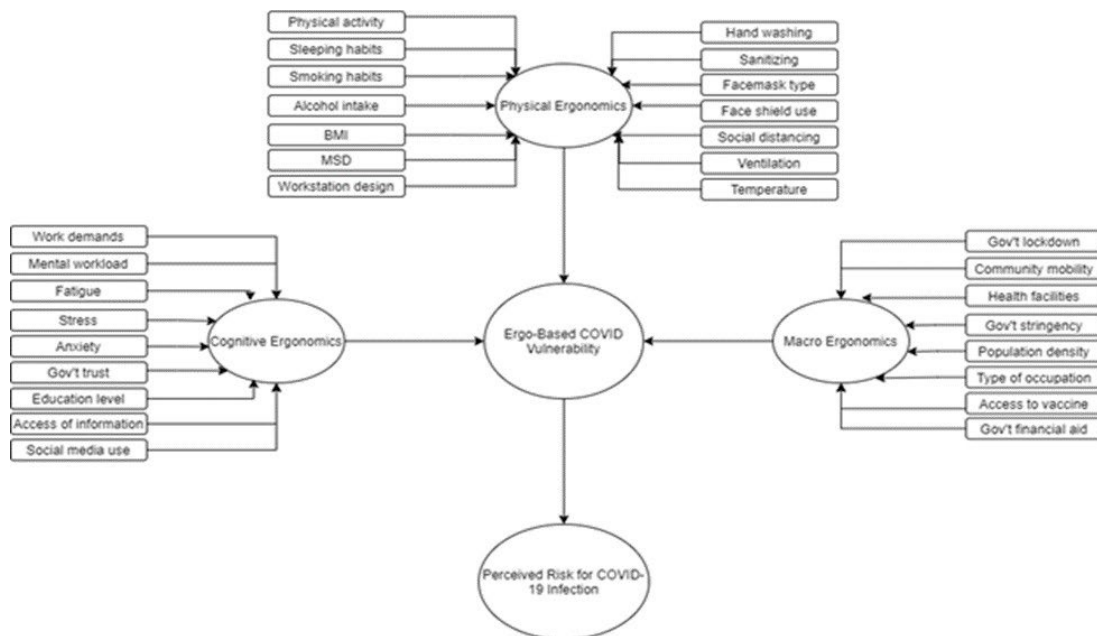 Physical activity
Sleeping habits
Smoking habits
Alcohol intake
BMI
MSD
Workstation design
Hand washing
Sanitizing
Facemask type
Face shield use
Social distancing
Ventilation
Temperature
Physical Ergonomics
Work demands
Mental workload
Fatigue
Stress
Anxiety
Gov't trust
Education level
Access of information
Social media use
Cognitive Ergonomics
Ergo-Based COVID
Vulnerability
Macro Ergonomics
Gov't lockdown
Community mobility
Health facilities
Gov't stringency
Population density
Type of occupation
Access to vaccine
Gov't financial aid
Perceived Risk for COVID-
19 Infection